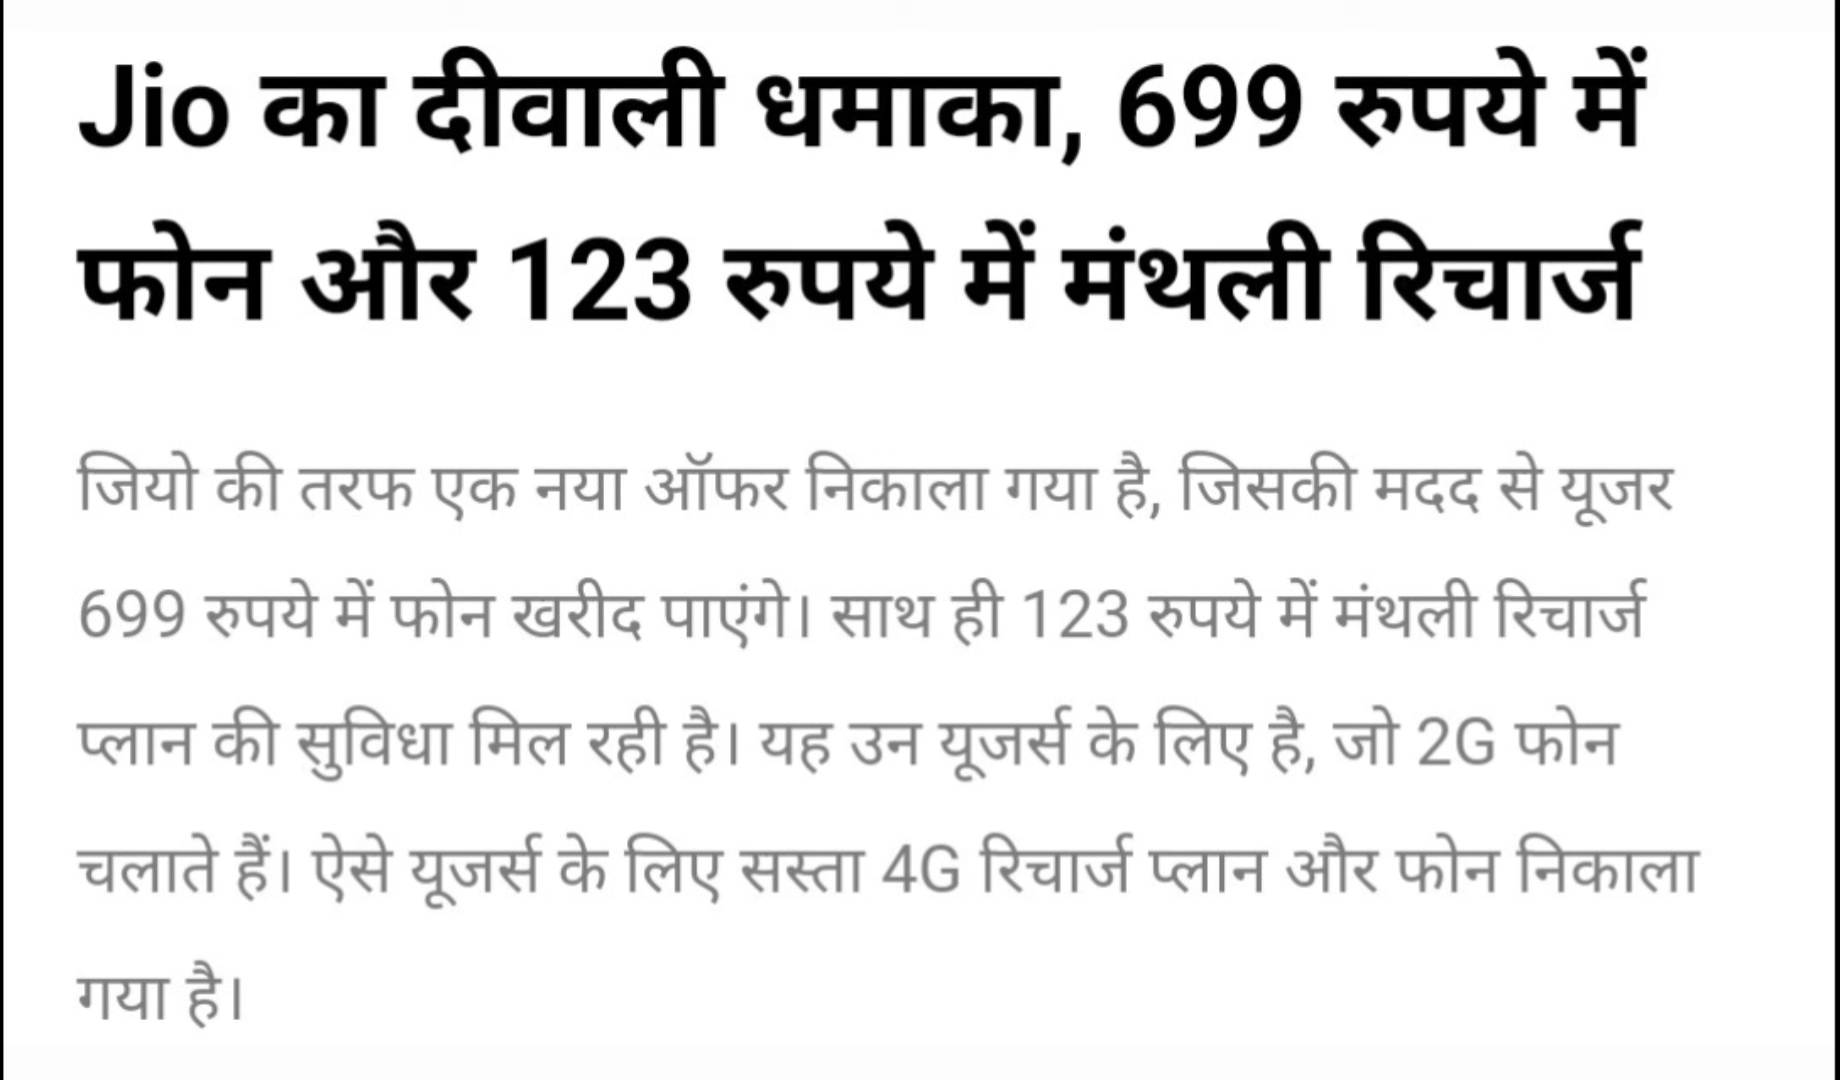 Jio का दीवाली धमाका, 699 रुपये में
फोन और 123 रुपये में मंथली रिचार्ज
जियो की तरफ एक नया ऑफर निकाला गया है, जिसकी मदद से यूजर
699 रुपये में फोन खरीद पाएंगे। साथ ही 123 रुपये में मंथली रिचार्ज
प्लान की सुविधा मिल रही है। यह उन यूजर्स के लिए है, जो 2G फोन
चलाते हैं। ऐसे यूजर्स के लिए सस्ता 4G रिचार्ज प्लान और फोन निकाला
गया है।